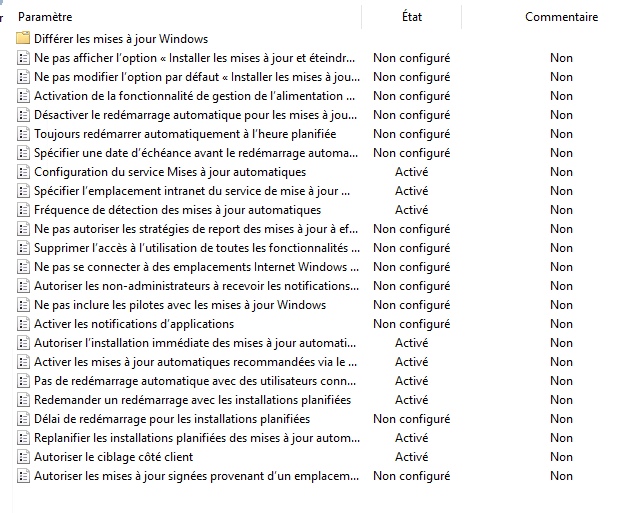 Paramètre État Commentaire
Différer les mises à jour Windows
Ne pas afficher l'option « Installer les mises à jour et éteindr... Non configuré Non
Ne pas modifier l'option par défaut « Installer les mises à jou... Non configuré Non
Activation de la fonctionnalité de gestion de l'alimentation ... Non configuré Non
Désactiver le redémarrage automatique pour les mises à jou... Non configuré Non
Toujours redémarrer automatiquement à l'heure planifiée Non configuré Non
Spécifier une date d'échéance avant le redémarrage automa... Non configuré Non
Configuration du service Mises à jour automatiques Activé Non
Spécifier l'emplacement intranet du service de mise à jour ... Activé Non
Fréquence de détection des mises à jour automatiques Activé Non
Ne pas autoriser les stratégies de report des mises à jour à ef... Non configuré Non
Supprimer l'accès à l'utilisation de toutes les fonctionnalités ... Non configuré Non
Ne pas se connecter à des emplacements Internet Windows ... Non configuré Non
Autoriser les non-administrateurs à recevoir les notifications... Non configuré Non
Ne pas inclure les pilotes avec les mises à jour Windows Non configuré Non
Activer les notifications d'applications Non configuré Non
Autoriser l'installation immédiate des mises à jour automati... Activé Non
Activer les mises à jour automatiques recommandées via le ... Activé Non
Pas de redémarrage automatique avec des utilisateurs conn... Activé Non
Redemander un redémarrage avec les installations planifiées Activé Non
Délai de redémarrage pour les installations planifiées Non configuré Non
Replanifier les installations planifiées des mises à jour autom... Activé Non
Autoriser le ciblage côté client Activé Non
Autoriser les mises à jour signées provenant d'un emplacem... Non configuré Non